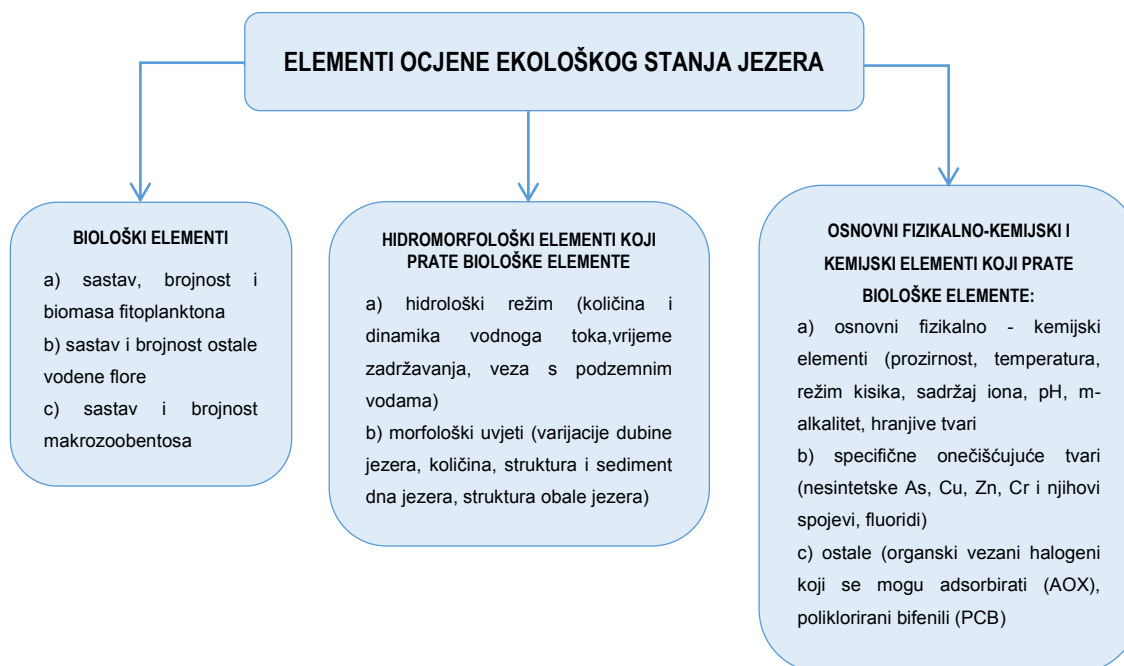 ELEMENTI OCJENE EKOLOŠKOG STANJA JEZERA
BIOLOŠKI ELEMENTI
a) sastav, brojnost i
biomasa fitoplanktona
b) sastav i brojnost ostale
vodene flore
c) sastav i brojnost
makrozoobentosa
HIDROMORFOLOŠKI ELEMENTI KOJI
PRATE BIOLOŠKE ELEMENTE
a) hidrološki režim (količina i
dinamika vodnoga toka,vrijeme
zadržavanja, veza s podzemnim
vodama)
b) morfološki uvjeti (varijacije dubine
jezera, količina, struktura i sediment
dna jezera, struktura obale jezera)
OSNOVNI FIZIKALNO-KEMIJSKI I
KEMIJSKI ELEMENTI KOJI PRATE
BIOLOŠKE ELEMENTE:
a) osnovni fizikalno - kemijski
elementi (prozirnost, temperatura,
režim kisika, sadržaj iona, pH, m-
alkalitet, hranjive tvari
b) specifične onečišćujuće tvari
(nesintetske As, Cu, Zn, Cr i njihovi
spojevi, fluoridi)
c) ostale (organski vezani halogeni
koji se mogu adsorbirati (AOX),
poliklorirani bifenili (PCB)